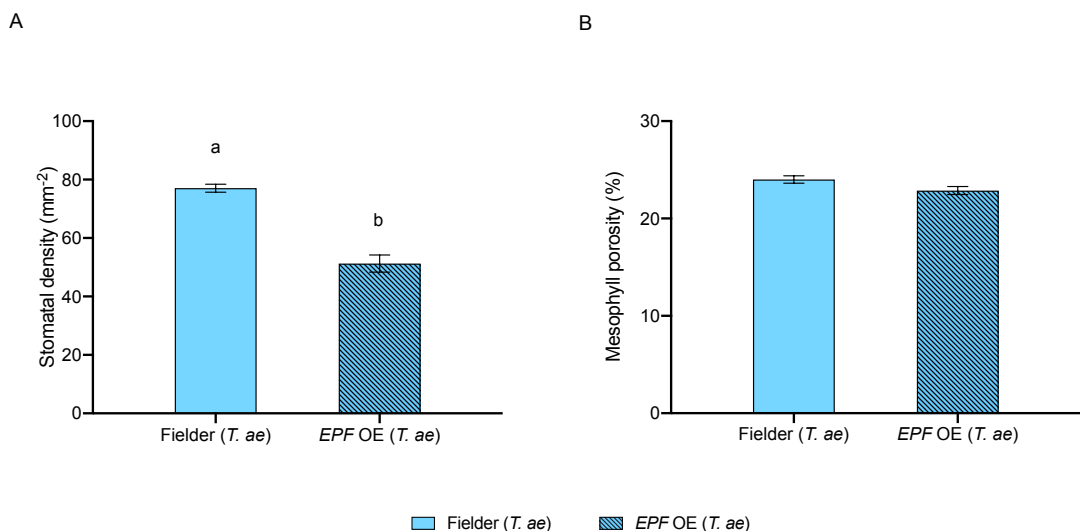 A
B
Stomatal density (mm-2)
100
80
60
40
20
0
a
b
Fielder (T. ae)
EPF OE (T. ae)
Mesophyll porosity (%)
30
20
10
0
Fielder (T. ae)
EPF OE (T. ae)
Fielder (T. ae)
EPF OE (T. ae)